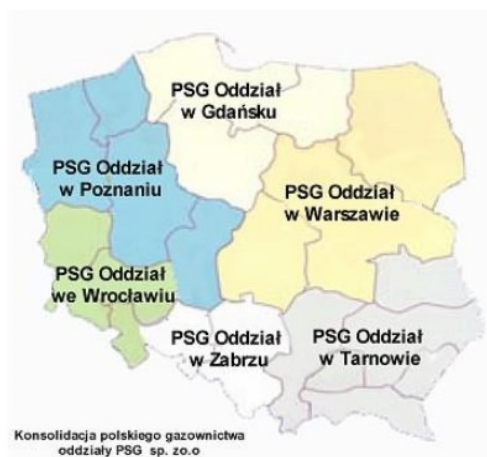 PSG Oddział
w Gdańsku
PSG Oddział
w Poznaniu
PSG Oddział
w Warszawie
PSG Oddział
we Wrocławiu
PSG Oddział
w Zabrzu
PSG Oddział
w Tarnowie
Konsolidacja polskiego gazownictwa
oddziały PSG sp. zo.o